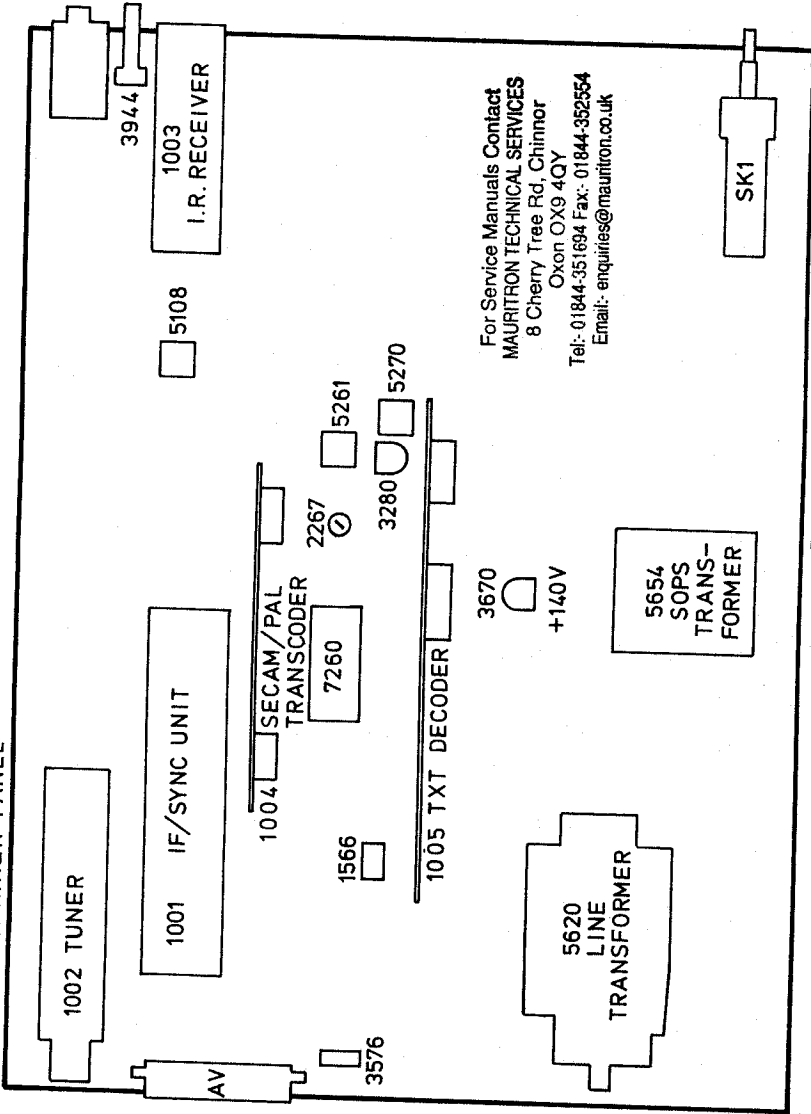 1002 TUNER
1001 IF/SYNC UNIT
3944
1003
I.R. RECEIVER
5108
AV
3576
1004
SECAM/PAL
TRANSCODER
7260
2267
5261
5270
3280
1566
1005 TXT DECODER
3670
+140V
5620
LINE
TRANSFORMER
5654
SOPS
TRANS-
FORMER
SK1
For Service Manuals Contact
MAURITRON TECHNICAL SERVICES
8 Cherry Tree Rd, Chinnor
Oxon OX9 4QY
Tel:- 01844-351694 Fax:- 01844-352554
Email:- enquiries@mauritron.co.uk